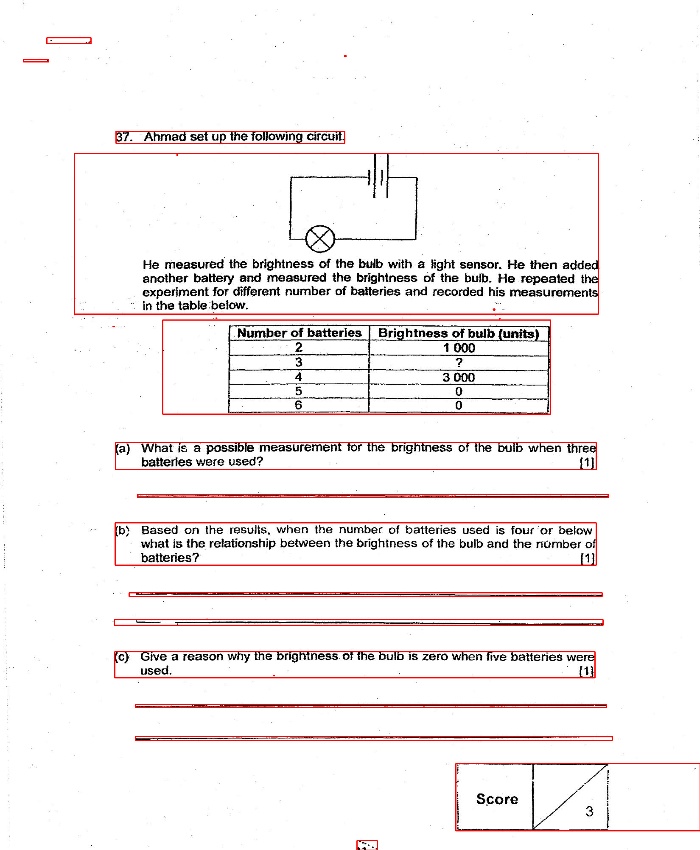 37. Ahmad set up the following circuit.
He measured the brightness of the bulb with a light sensor. He then added
another battery and measured the brightness of the bulb. He repeated the
experiment for different number of batteries and recorded his measurements
in the table below.
Number of batteries Brightness of bulb (units)
2 1 000
3 ?
4 3 000
5 0
6 0
(a) What is a possible measurement for the brightness of the bulb when three
batteries were used? [1]
(b) Based on the results, when the number of batteries used is four or below
what is the relationship between the brightness of the bulb and the number of
batteries? [1]
(c) Give a reason why the brightness of the bulb is zero when five batteries were
used. [1]
Score 3